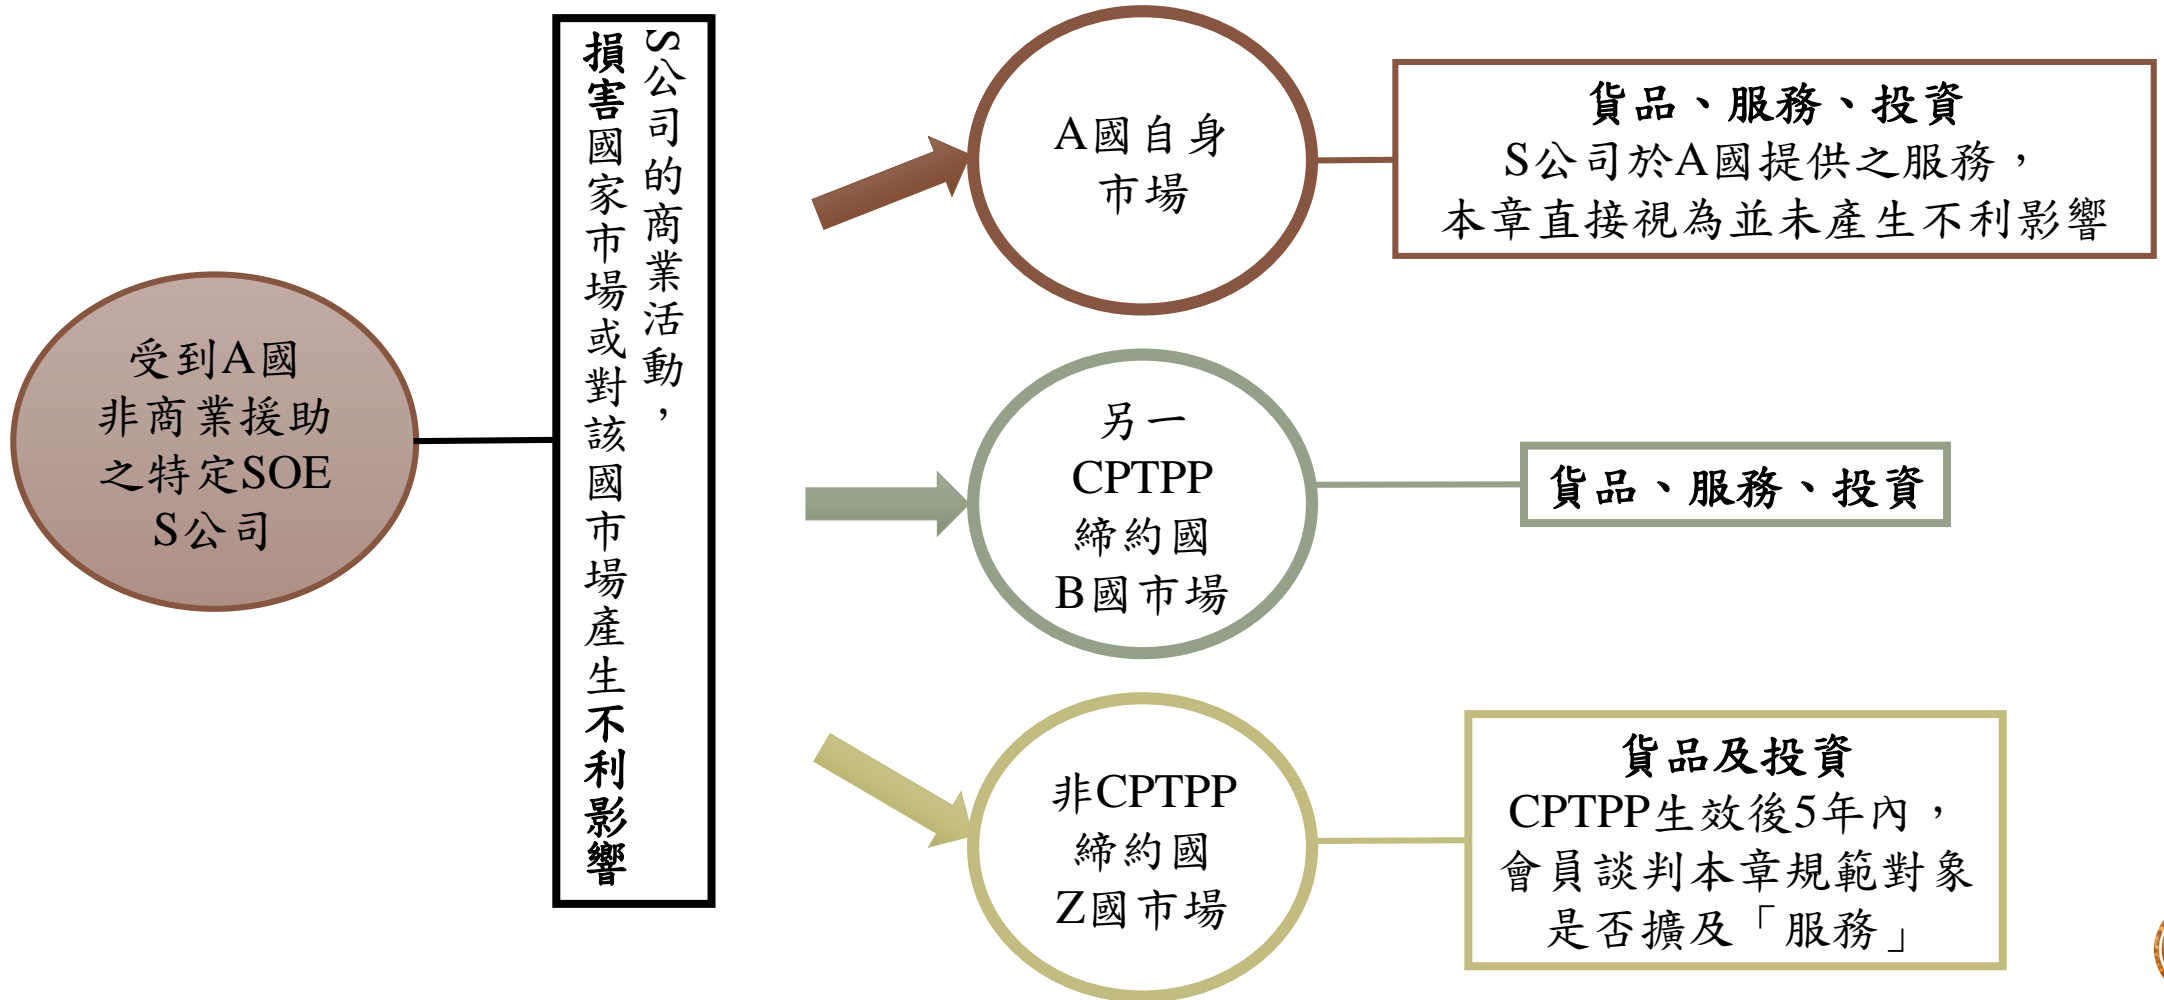 受到A國
非商業援助
之特定SOE
S公司
S公司的商業活動，
損害國家市場或對該國市場產生不利影響
A國自身
市場
貨品、服務、投資
S公司於A國提供之服務，
本章直接視為並未產生不利影響
另一
CPTPP
締約國
B國市場
貨品、服務、投資
非CPTPP
締約國
Z國市場
貨品及投資
CPTPP生效後5年內，
會員談判本章規範對象
是否擴及「服務」